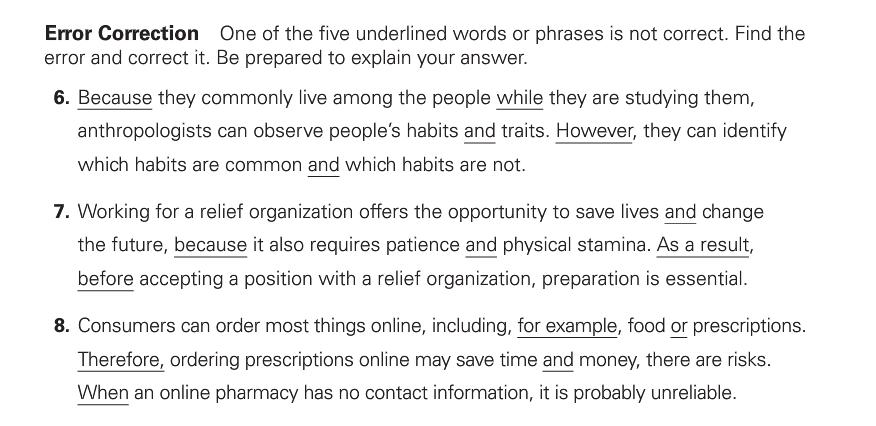 Error Correction One of the five underlined words or phrases is not correct. Find the
error and correct it. Be prepared to explain your answer.
6. Because they commonly live among the people while they are studying them,
anthropologists can observe people's habits and traits. However, they can identify
which habits are common and which habits are not.
7. Working for a relief organization offers the opportunity to save lives and change
the future, because it also requires patience and physical stamina. As a result,
before accepting a position with a relief organization, preparation is essential.
8. Consumers can order most things online, including, for example, food or prescriptions.
Therefore, ordering prescriptions online may save time and money, there are risks.
When an online pharmacy has no contact information, it is probably unreliable.